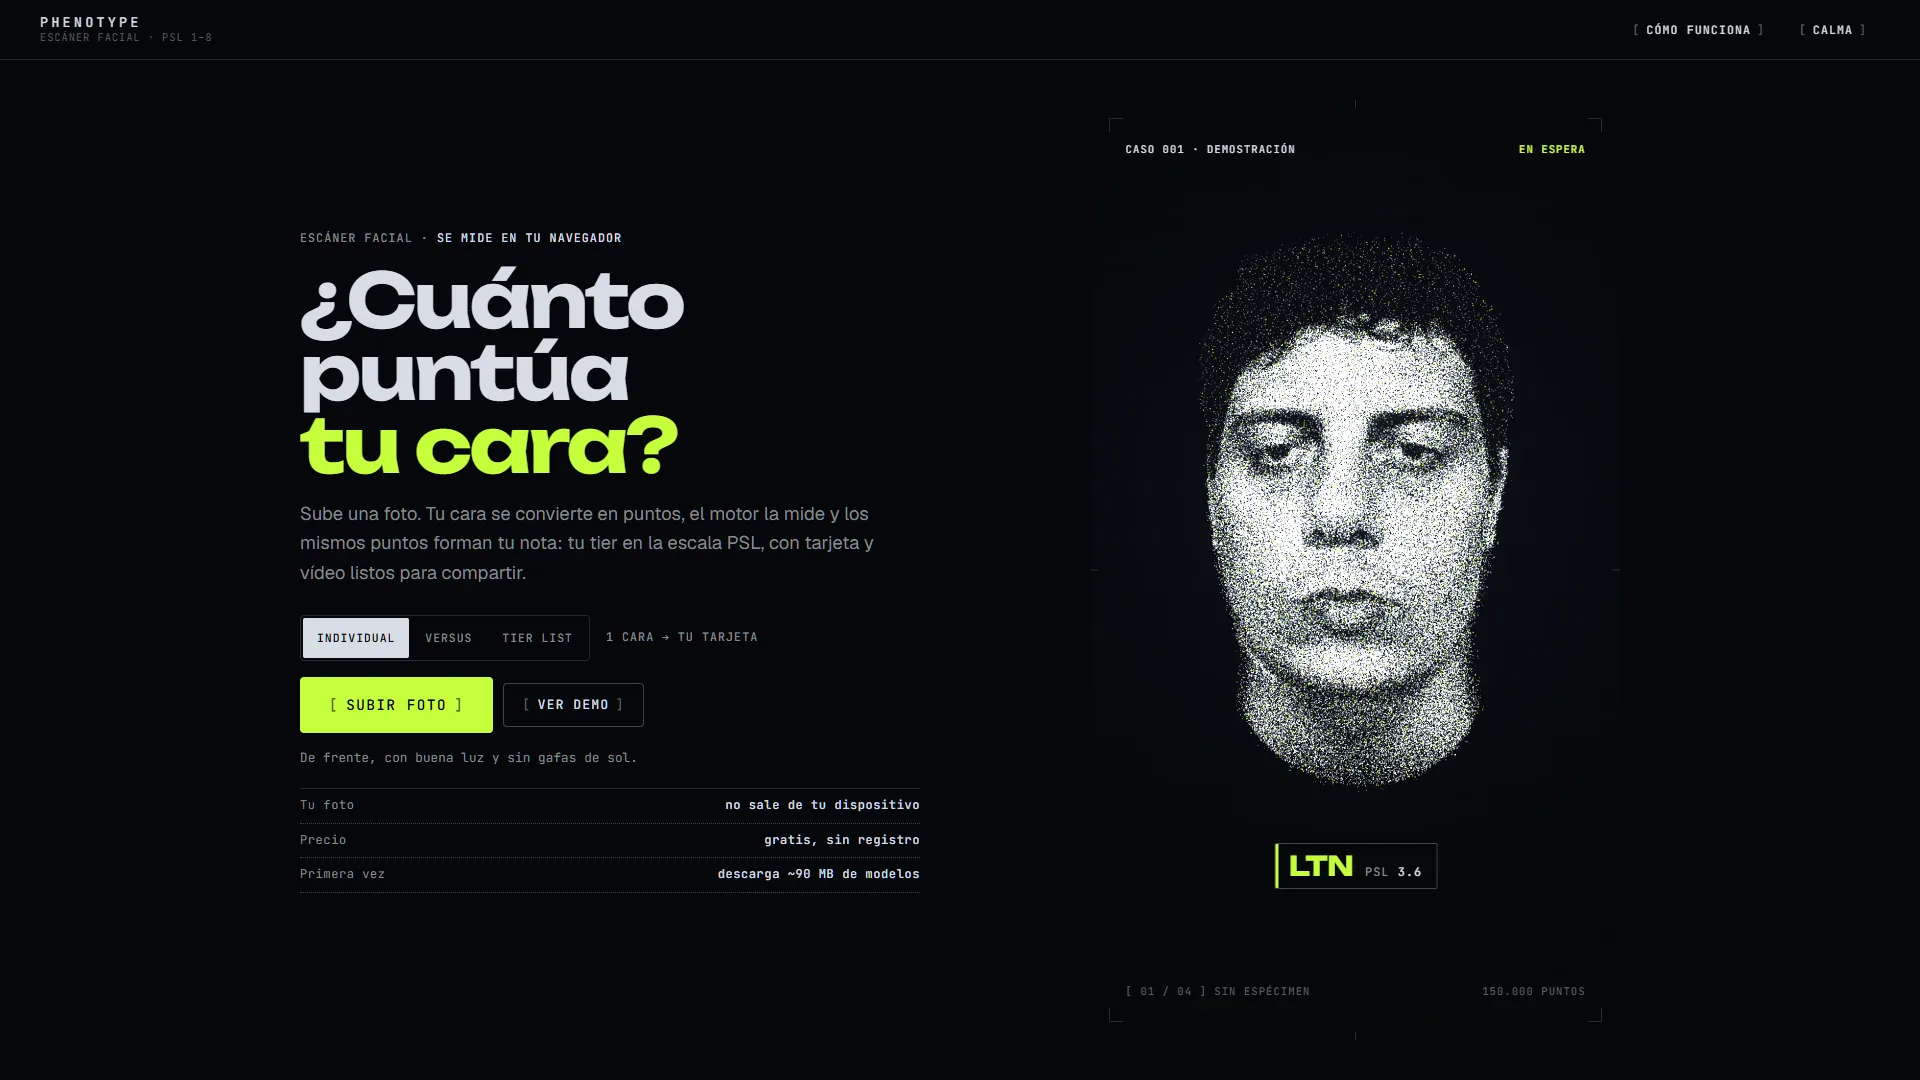 PHENOTYPE
ESCÁNER FACIAL · PSL 1–8
[ CÓMO FUNCIONA ]
[ CALMA ]
ESCÁNER FACIAL · SE MIDE EN TU NAVEGADOR
¿Cuánto
puntúa
tu cara?
Sube una foto. Tu cara se convierte en puntos, el motor la mide y los
mismos puntos forman tu nota: tu tier en la escala PSL, con tarjeta y
vídeo listos para compartir.
INDIVIDUAL
VERSUS
TIER LIST
1 CARA → TU TARJETA
[ SUBIR FOTO ]
[ VER DEMO ]
De frente, con buena luz y sin gafas de sol.
Tu foto no sale de tu dispositivo
Precio gratis, sin registro
Primera vez descarga ~90 MB de modelos
CASO 001 · DEMOSTRACIÓN
EN ESPERA
LTN PSL 3.6
[ 01 / 04 ] SIN ESPÉCIMEN
150.000 PUNTOS